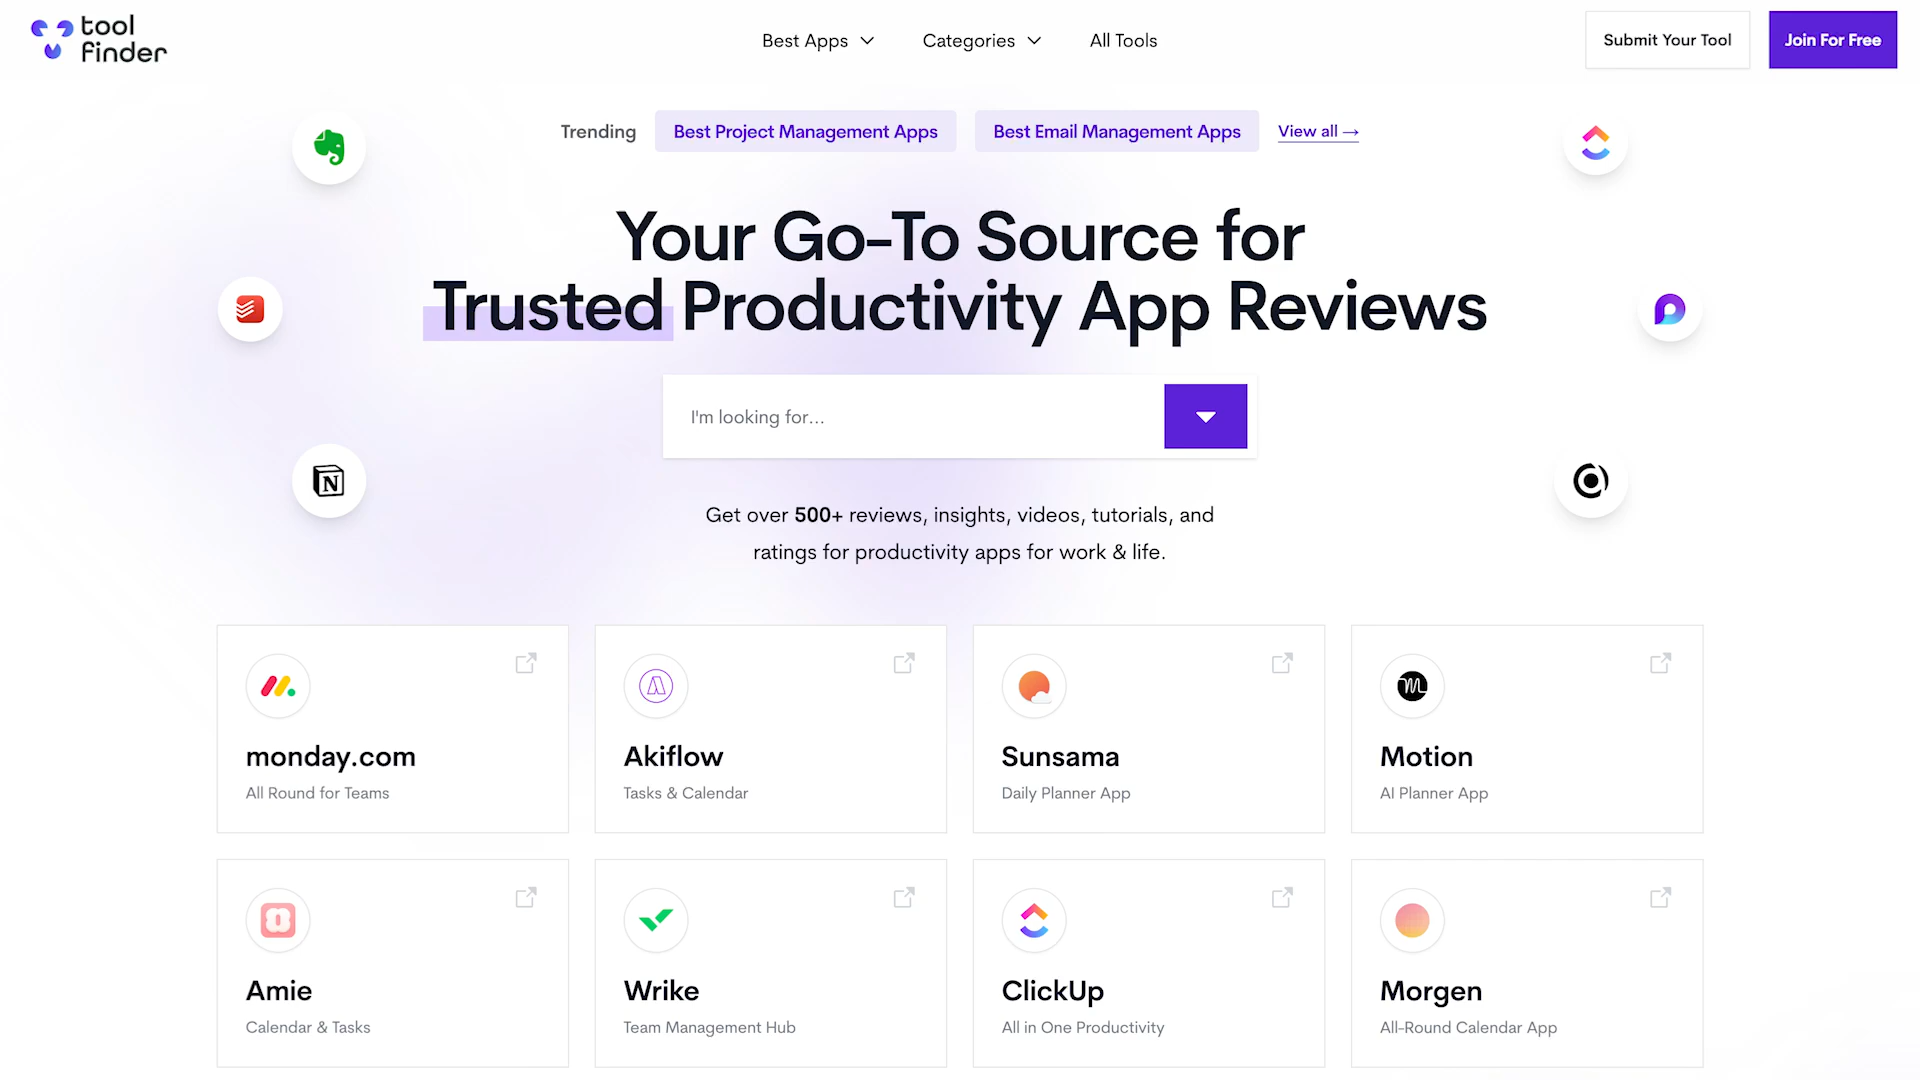 tool
finder
Best Apps
Categories
All Tools
Submit Your Tool
Join For Free
Trending
Best Project Management Apps
Best Email Management Apps
View all →
Your Go-To Source for
Trusted Productivity App Reviews
I'm looking for...
Get over 500+ reviews, insights, videos, tutorials, and
ratings for productivity apps for work & life.
monday.com
All Round for Teams
Akiflow
Tasks & Calendar
Sunsama
Daily Planner App
Motion
AI Planner App
Amie
Calendar & Tasks
Wrike
Team Management Hub
ClickUp
All in One Productivity
Morgen
All-Round Calendar App